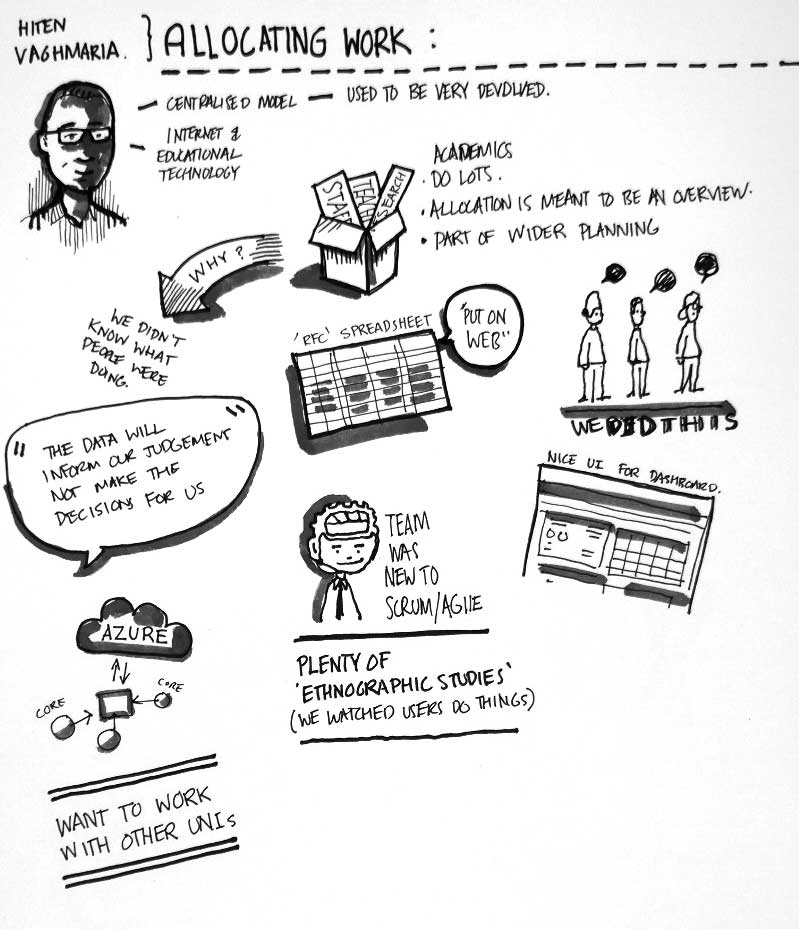 HITEN
VAGHMARIA.
ALLOCATING WORK :
— CENTRALISED MODEL — USED TO BE VERY DEVOLVED.
— INTERNET &
EDUCATIONAL
TECHNOLOGY
STAF
TEACH
SEARCH
ACADEMICS
• DO LOTS.
• ALLOCATION IS MEANT TO BE AN OVERVIEW.
• PART OF WIDER PLANNING
WHY?
WE DIDN'T
KNOW WHAT
PEOPLE WERE
DOING.
'RFC' SPREADSHEET
"PUT ON
WEB"
WE DED THIS
"THE DATA WILL
INFORM OUR JUDGEMENT
NOT MAKE THE
DECISIONS FOR US"
NICE UI FOR DASHBOARD.
TEAM
WAS
NEW TO
SCRUM/AGILE
AZURE
CORE
CORE
PLENTY OF
'ETHNOGRAPHIC STUDIES'
(WE WATCHED USERS DO THINGS)
WANT TO WORK
WITH OTHER UNIs